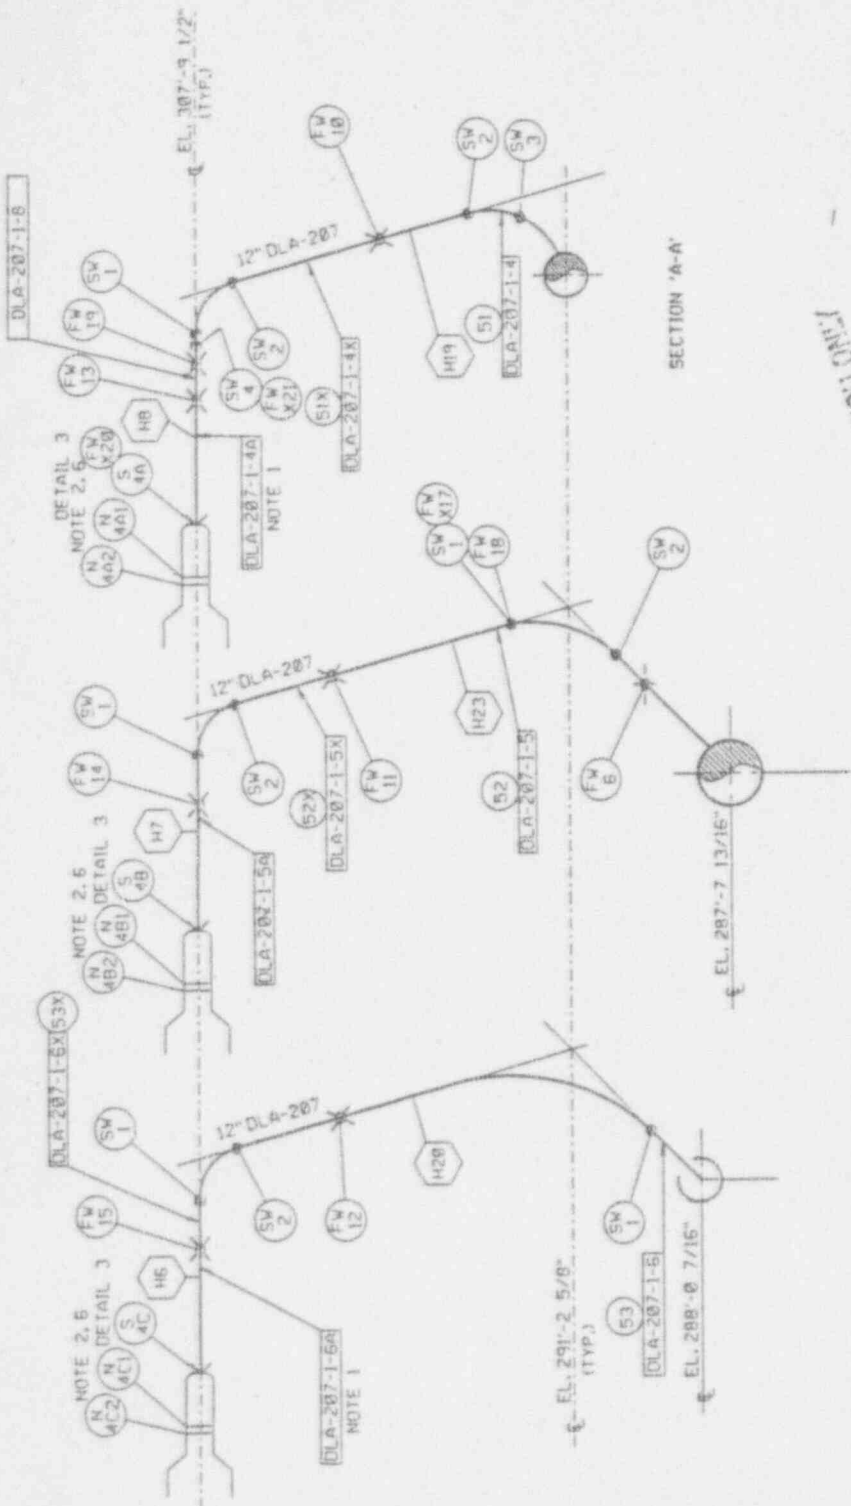 EL. 307'-9 1/2"
(TYP.)
DLA-207-1-8
SW
1
FW
19
FW
13
H8
DETAIL 3
NOTE 2,6
FW
X20
S
4A
N
4A1
N
4A2
DLA-207-1-4A
NOTE 1
SW
4
FW
X21
SW
2
12" DLA-207
51X
DLA-207-1-4X
FW
10
H19
51
DLA-207-1-4
SW
2
SW
3
SECTION 'A-A'
SW
1
FW
14
H7
NOTE 2,6
DETAIL 3
S
4B
N
4B1
N
4B2
DLA-207-1-5A
SW
2
12" DLA-207
52X
DLA-207-1-5X
FW
11
H23
52
DLA-207-1-5
FW
X17
SW
1
FW
18
SW
2
FW
6
EL. 287'-7 13/16"
DLA-207-1-6X
53X
SW
1
FW
15
H6
NOTE 2,6
DETAIL 3
S
4C
N
4C1
N
4C2
DLA-207-1-6A
NOTE 1
SW
2
12" DLA-207
FW
12
H20
EL. 291'-2 5/8"
(TYP.)
SW
1
53
DLA-207-1-6
EL. 288'-0 7/16"